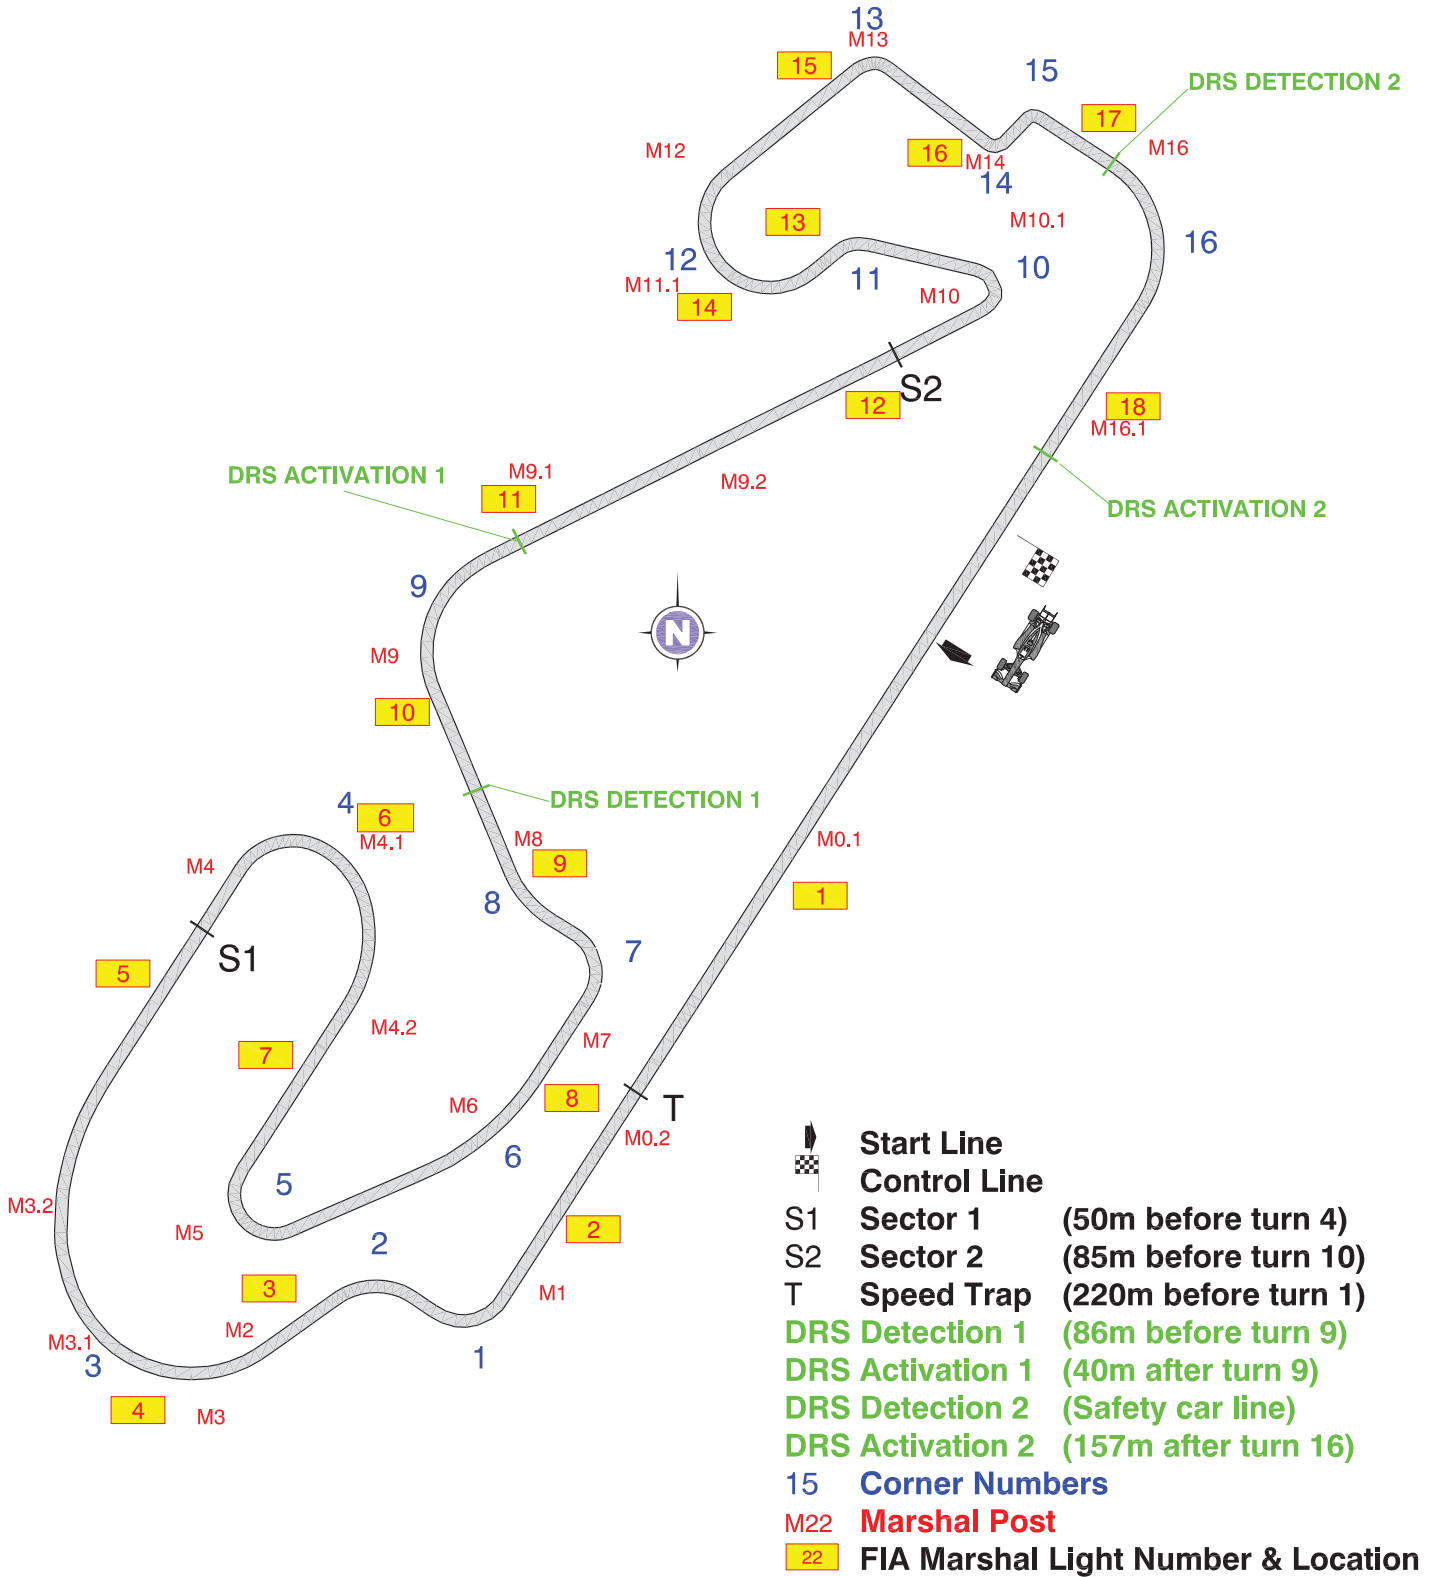 13
M13
15
15
DRS DETECTION 2
17
M12
16
M14
M16
14
13
M10.1
16
12
11
10
M11.1
14
M10
S2
12
18
M16.1
DRS ACTIVATION 1
M9.1
11
M9.2
DRS ACTIVATION 2
9
N
M9
10
4
6
M4.1
DRS DETECTION 1
M8
9
M0.1
M4
8
1
S1
7
5
M4.2
7
M7
M6
8
T
M0.2
6
5
M3.2
M5
2
2
3
M1
M2
M3.1
3
1
4
M3
Start Line
Control Line
S1 Sector 1 (50m before turn 4)
S2 Sector 2 (85m before turn 10)
T Speed Trap (220m before turn 1)
DRS Detection 1 (86m before turn 9)
DRS Activation 1 (40m after turn 9)
DRS Detection 2 (Safety car line)
DRS Activation 2 (157m after turn 16)
15 Corner Numbers
M22 Marshal Post
22 FIA Marshal Light Number & Location